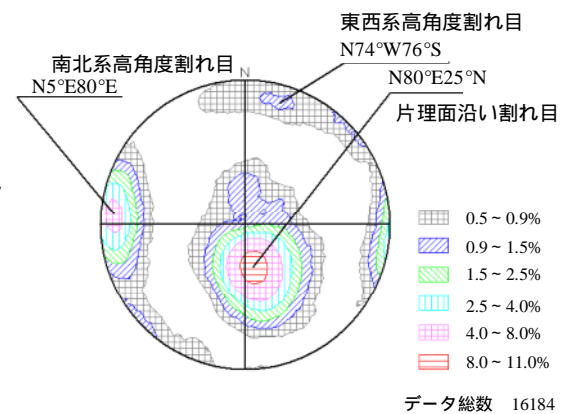 東西系高角度割れ目
N74°W76°S
南北系高角度割れ目
N5°E80°E
N80°E25°N
片理面沿い割れ目
N
0.5 ~ 0.9%
0.9 ~ 1.5%
1.5 ~ 2.5%
2.5 ~ 4.0%
4.0 ~ 8.0%
8.0 ~ 11.0%
データ総数 16184